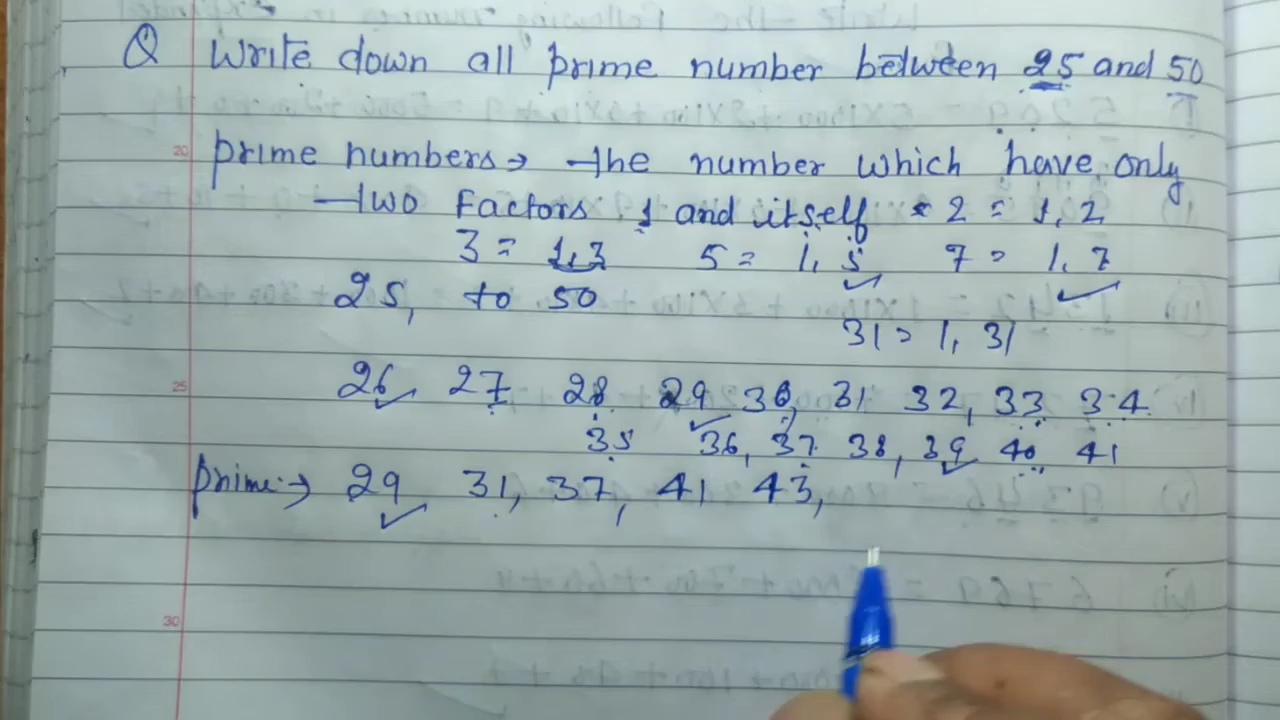 Q Write down all prime number between 25 and 50
20
prime numbers → the number which have only
two factors 1 and itself 2 = 1, 2
3 = 1,3 5 = 1, 5 7 = 1, 7
25, to 50
31 = 1, 31
25
26 27 28 29 30, 31 32, 33 34
35 36, 37 38, 39 40 41
prime → 29 31, 37, 41 43,
30